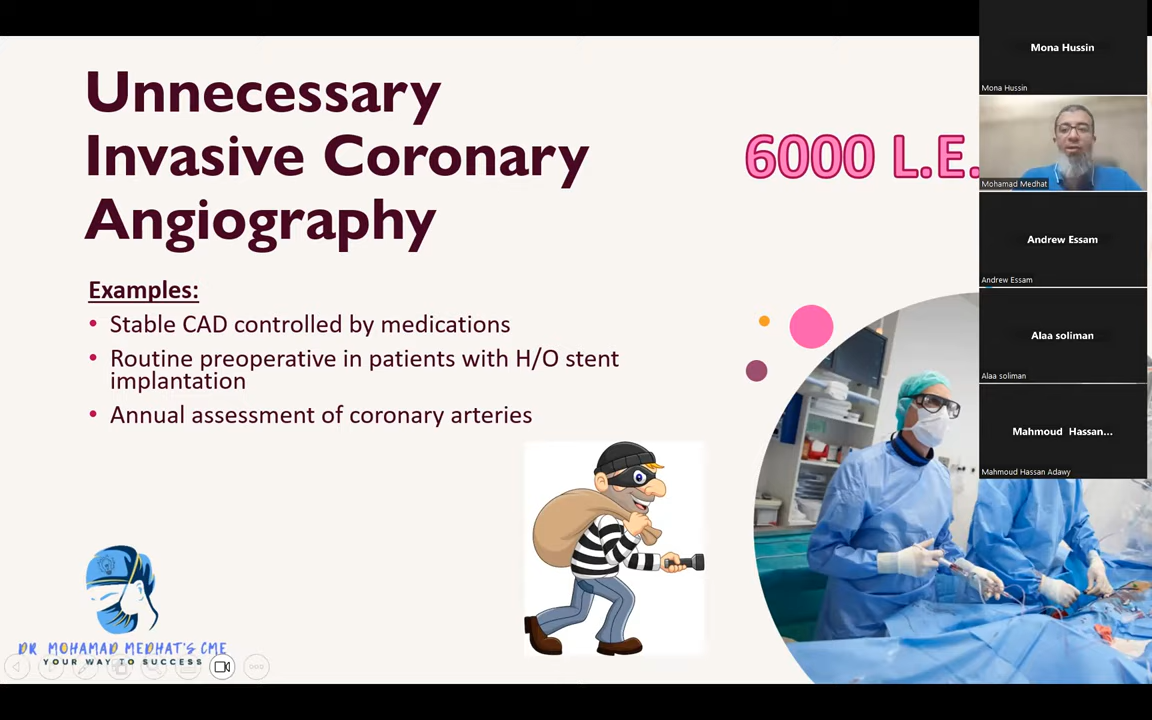 Unnecessary
Invasive Coronary
Angiography
6000 L.E.
Examples:
• Stable CAD controlled by medications
• Routine preoperative in patients with H/O stent
implantation
• Annual assessment of coronary arteries
DR MOHAMAD MEDHAT'S CME
YOUR WAY TO SUCCESS
Mona Hussin
Mona Hussin
Mohamad Medhat
Andrew Essam
Andrew Essam
Alaa soliman
Alaa soliman
Mahmoud Hassan...
Mahmoud Hassan Adawy